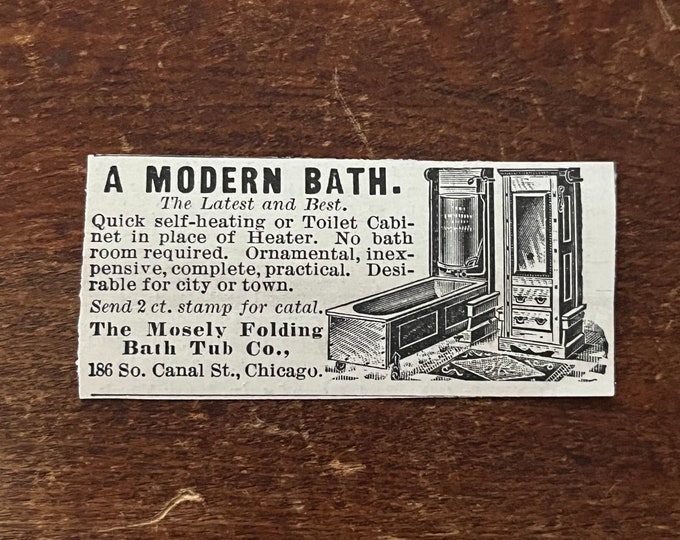 A MODERN BATH.
The Latest and Best.
Quick self-heating or Toilet Cabi-
net in place of Heater. No bath
room required. Ornamental, inex-
pensive, complete, practical. Desi-
rable for city or town.
Send 2 ct. stamp for catal.
The Mosely Folding
Bath Tub Co.,
186 So. Canal St., Chicago.